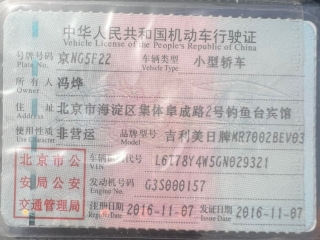 中华人民共和国机动车行驶证
Vehicle License of the People's Republic of China
号牌号码 京NG5F22 车辆类型 小型轿车
Plate No. Vehicle Type
所有人 冯烨
Owner
住址 北京市海淀区集体阜成路2号钓鱼台宾馆
Address
使用性质 非营运 品牌型号 吉利美日牌MR7002BEV03
Use Character
北京市公 车辆识别代号 L6T78Y4W5GN029321
安局公安 发动机号码 G3S000157
Engine No.
交通管理局 注册日期 2016-11-07 发证日期 2016-11-07
Register Date Issue Date